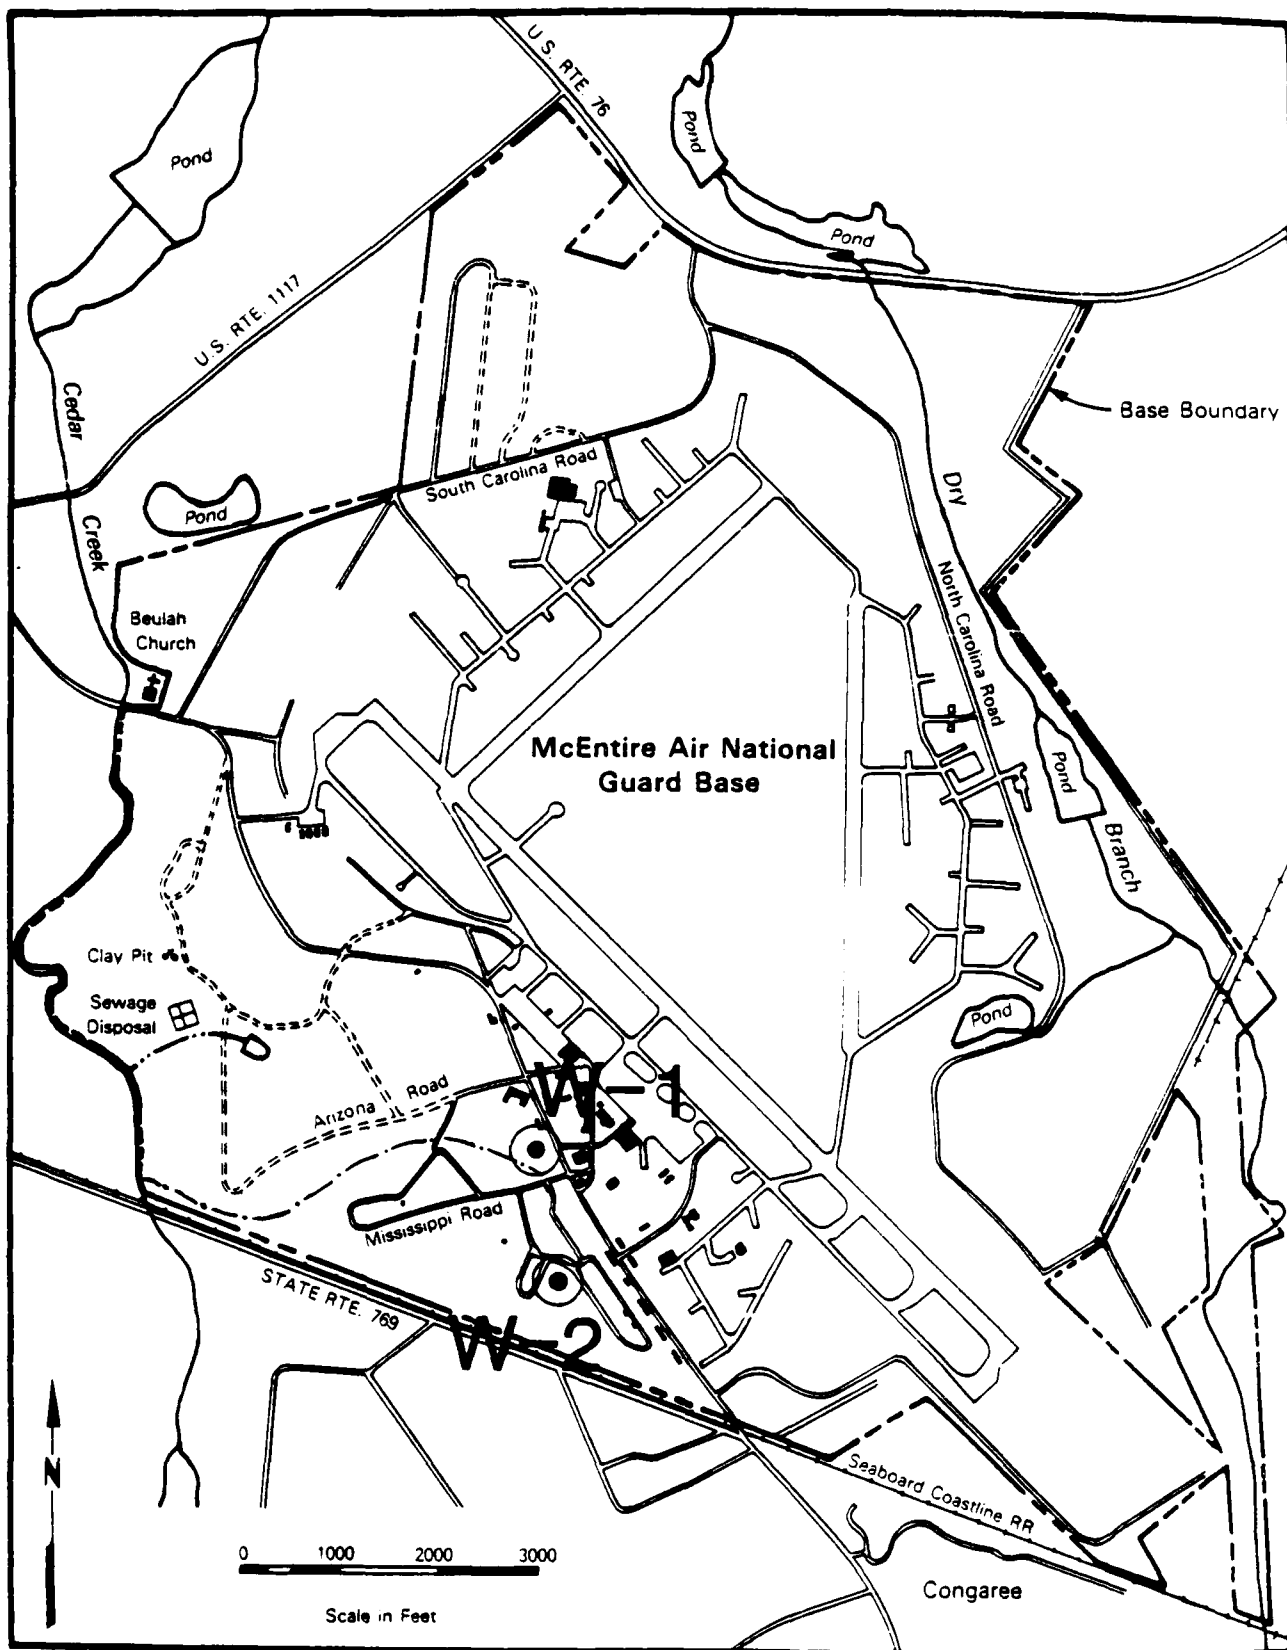 U.S. RTE. 76
Pond
Pond
Pond
U.S. RTE. 1117
Cedar
Creek
Base Boundary
South Carolina Road
Pond
Dry
North Carolina Road
Beulah
Church
McEntire Air National
Guard Base
Pond
Branch
Clay Pit
Sewage
Disposal
Pond
W-1
Arizona Road
Mississippi Road
STATE RTE. 769
W-2
Seaboard Coastline RR
N
0 1000 2000 3000
Scale in Feet
Congaree